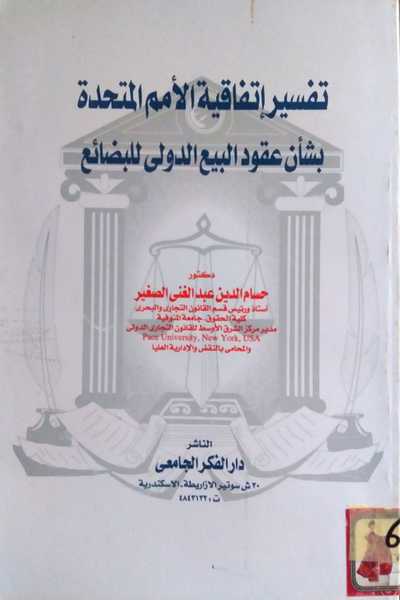 تفسير إتفاقية الأمم المتحدة
بشأن عقود البيع الدولى للبضائع
دكتور
حسام الدين عبد الغنى الصغير
أستاذ ورئيس قسم القانون التجارى والبحرى
كلية الحقوق. جامعة المنوفية
مدير مركز الشرق الأوسط للقانون التجارى الدولى
Pace University, New York, USA
والمحامى بالنقض والإدارية العليا
الناشر
دار الفكر الجامعى
٣٠ ش سوتير الازاريطة - الاسكندرية
ت : ٤٨٤٣١٣٢
6